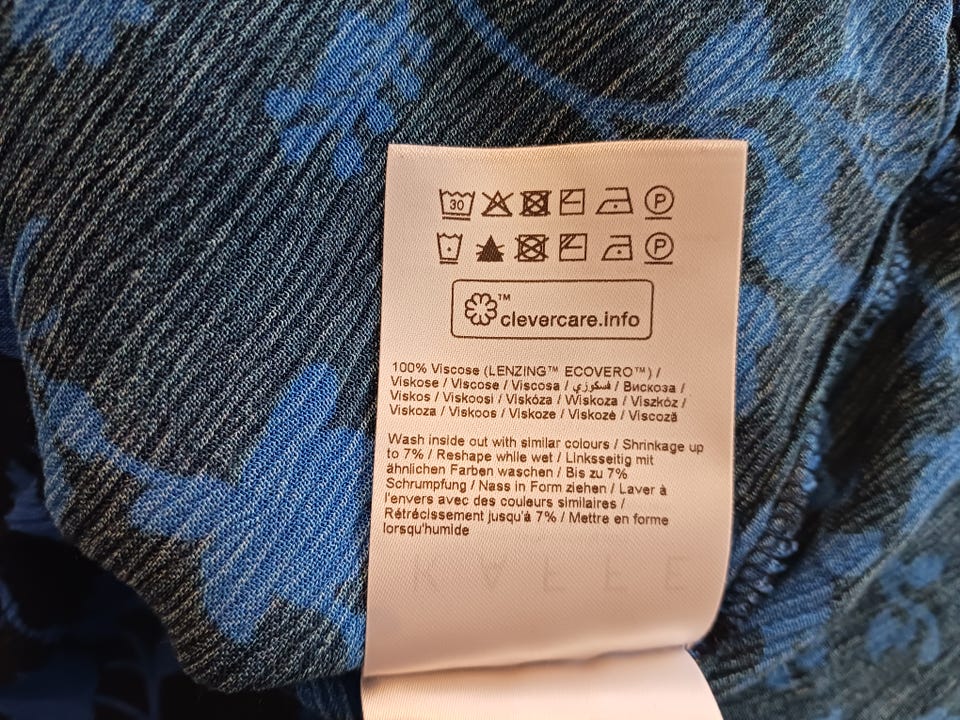 30 P
P
™
clevercare.info
100% Viscose (LENZING™ ECOVERO™) /
Viskose / Viscose / Viscosa / فسكوزي / Вискоза /
Viskos / Viskoosi / Viskóza / Wiskoza / Viszkóz /
Viskoza / Viskoos / Viskoze / Viskozė / Viscoză
Wash inside out with similar colours / Shrinkage up
to 7% / Reshape while wet / Linksseitig mit
ähnlichen Farben waschen / Bis zu 7%
Schrumpfung / Nass in Form ziehen / Laver à
l'envers avec des couleurs similaires /
Rétrécissement jusqu'à 7% / Mettre en forme
lorsqu'humide
KAFFE